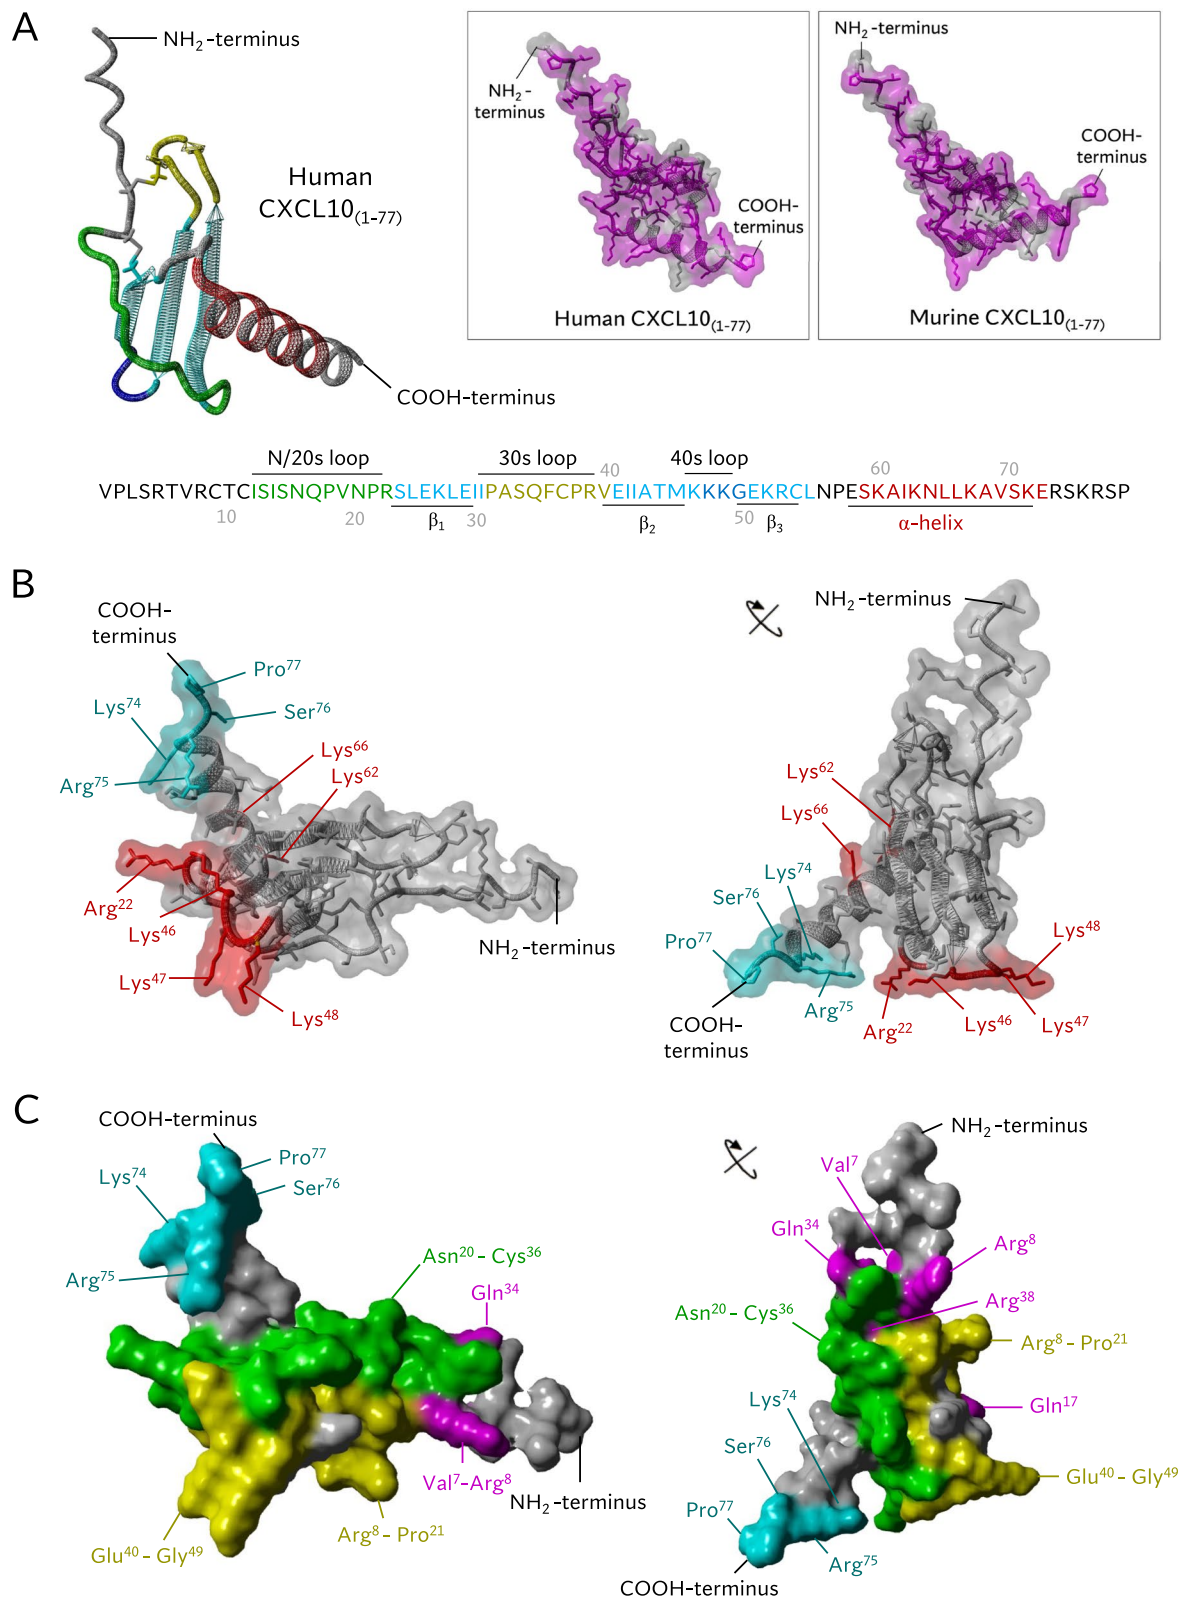 A
NH2-terminus
Human
CXCL10(1-77)
COOH-terminus
NH2-
terminus
COOH-
terminus
Human CXCL10(1-77)
NH2-terminus
COOH-
terminus
Murine CXCL10(1-77)
N/20s loop 30s loop 40 40s loop 60 70
VPLSRTVRCTCISISNQPVNPRSLEKLEIIPASQFCPRVEIIATMKKKGEKRCLNPESKAIKNLLKAVSKERSKRSP
10 20 β1 30 β2 50 β3 α-helix
B
COOH-
terminus
Pro77
Lys74
Ser76
Lys66
Lys62
Arg75
Arg22
Lys46
Lys47
Lys48
NH2-terminus
NH2-terminus
Lys62
Lys66
Lys74
Ser76
Pro77
COOH-
terminus
Arg75
Arg22
Lys46
Lys47
Lys48
C
COOH-terminus
Pro77
Lys74
Ser76
Arg75
Asn20-Cys36
Gln34
Val7-Arg8
NH2-terminus
Arg8-Pro21
Glu40-Gly49
NH2-terminus
Val7
Gln34
Arg8
Asn20-Cys36
Arg38
Arg8-Pro21
Lys74
Gln17
Ser76
Glu40-Gly49
Pro77
Arg75
COOH-terminus